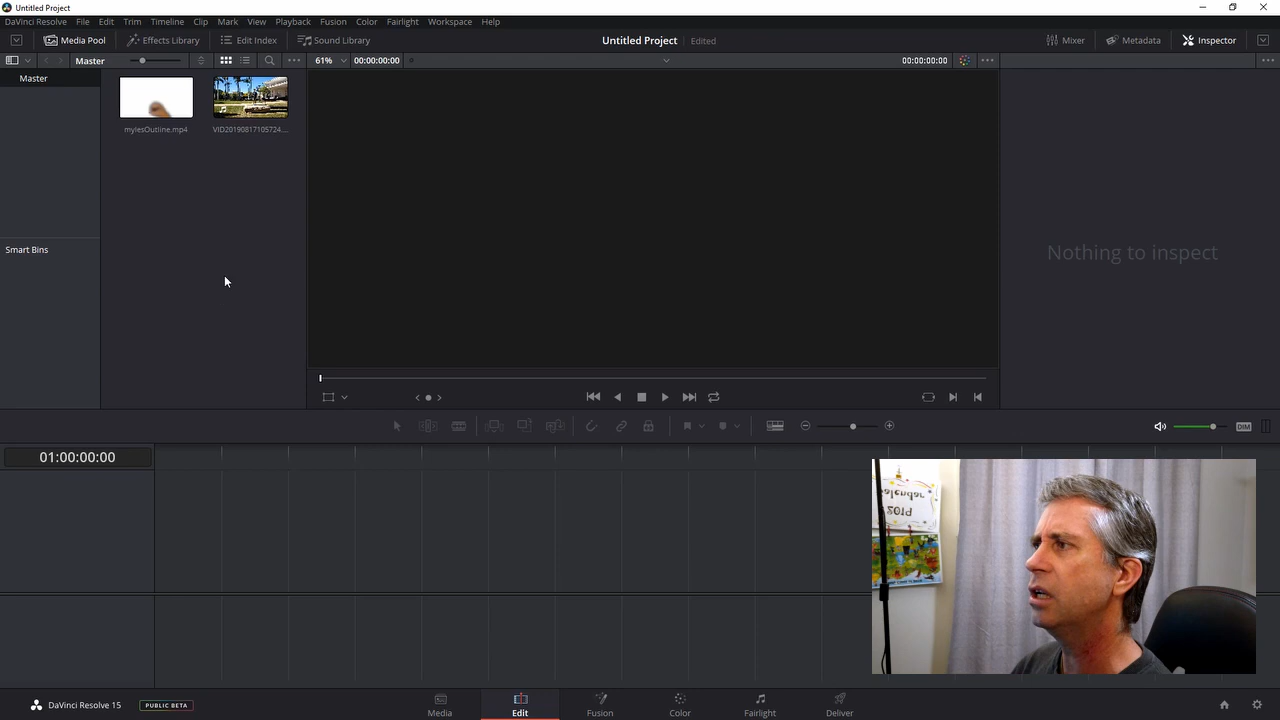 Untitled Project
DaVinci Resolve File Edit Trim Timeline Clip Mark View Playback Fusion Color Fairlight Workspace Help
Media Pool Effects Library Edit Index Sound Library Untitled Project Edited Mixer Metadata Inspector
Master 61% 00:00:00:00 00:00:00:00
Master
mylesOutline.mp4 VID20190817105724....
Smart Bins
Nothing to inspect
DIM
01:00:00:00
Calendar
2019
DaVinci Resolve 15 PUBLIC BETA Media Edit Fusion Color Fairlight Deliver